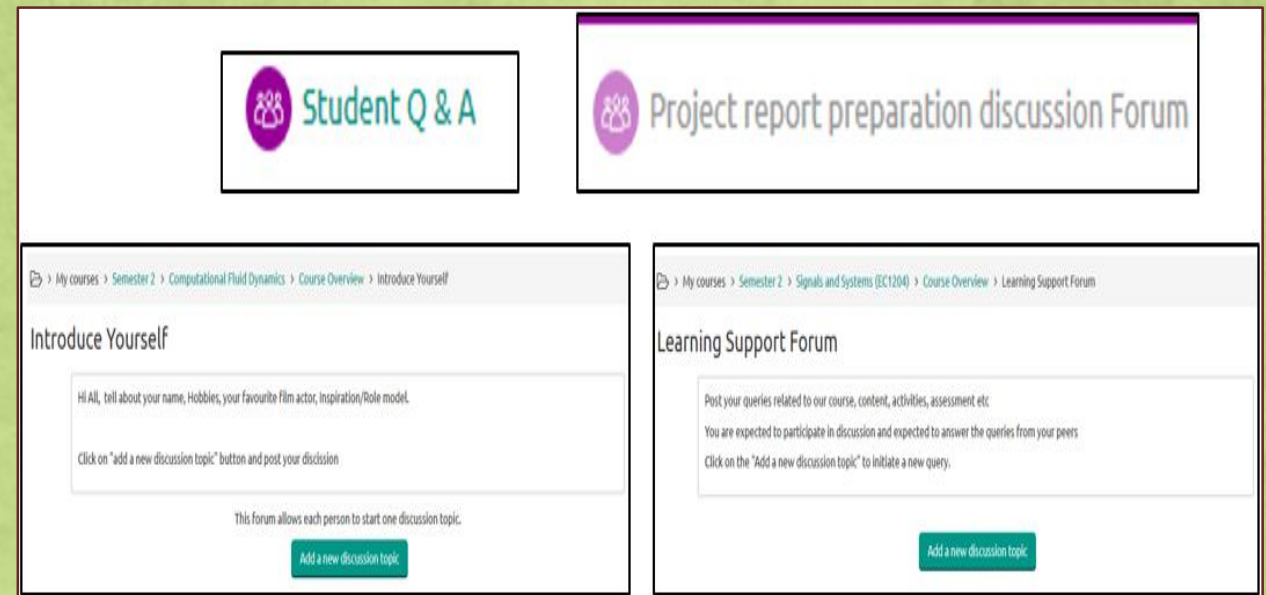 Student Q & A
Project report preparation discussion Forum
> My courses > Semester 2 > Computational Fluid Dynamics > Course Overview > Introduce Yourself
Introduce Yourself
Hi All, tell about your name, Hobbies, your favourite film actor, Inspiration/Role model.
Click on "add a new discussion topic" button and post your discission
This forum allows each person to start one discussion topic.
Add a new discussion topic
> My courses > Semester 2 > Signals and Systems (EC1204) > Course Overview > Learning Support Forum
Learning Support Forum
Post your queries related to our course, content, activities, assessment etc
You are expected to participate in discussion and expected to answer the queries from your peers
Click on the "Add a new discussion topic" to initiate a new query.
Add a new discussion topic